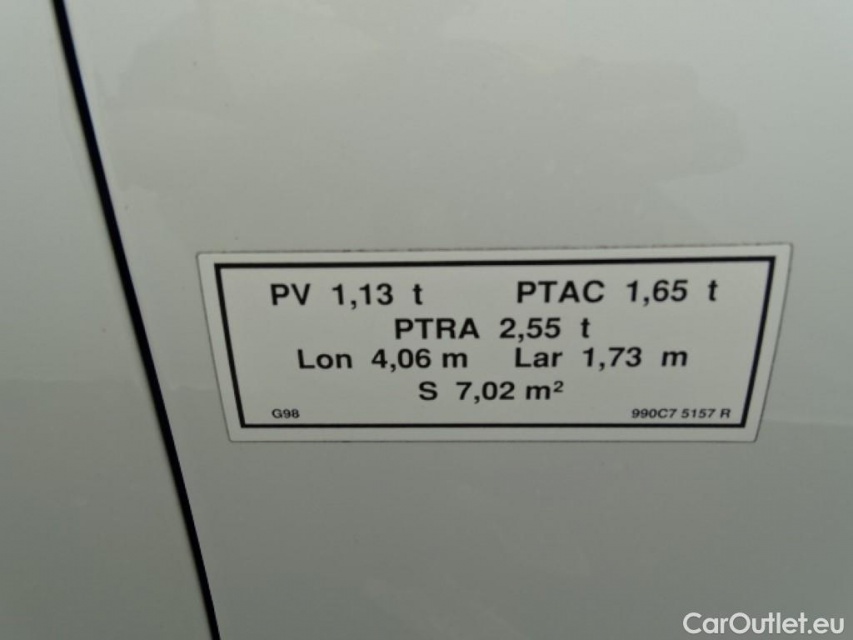 PV 1,13 t PTAC 1,65 t
PTRA 2,55 t
Lon 4,06 m Lar 1,73 m
S 7,02 m²
G98 990C7 5157 R
CarOutlet.eu